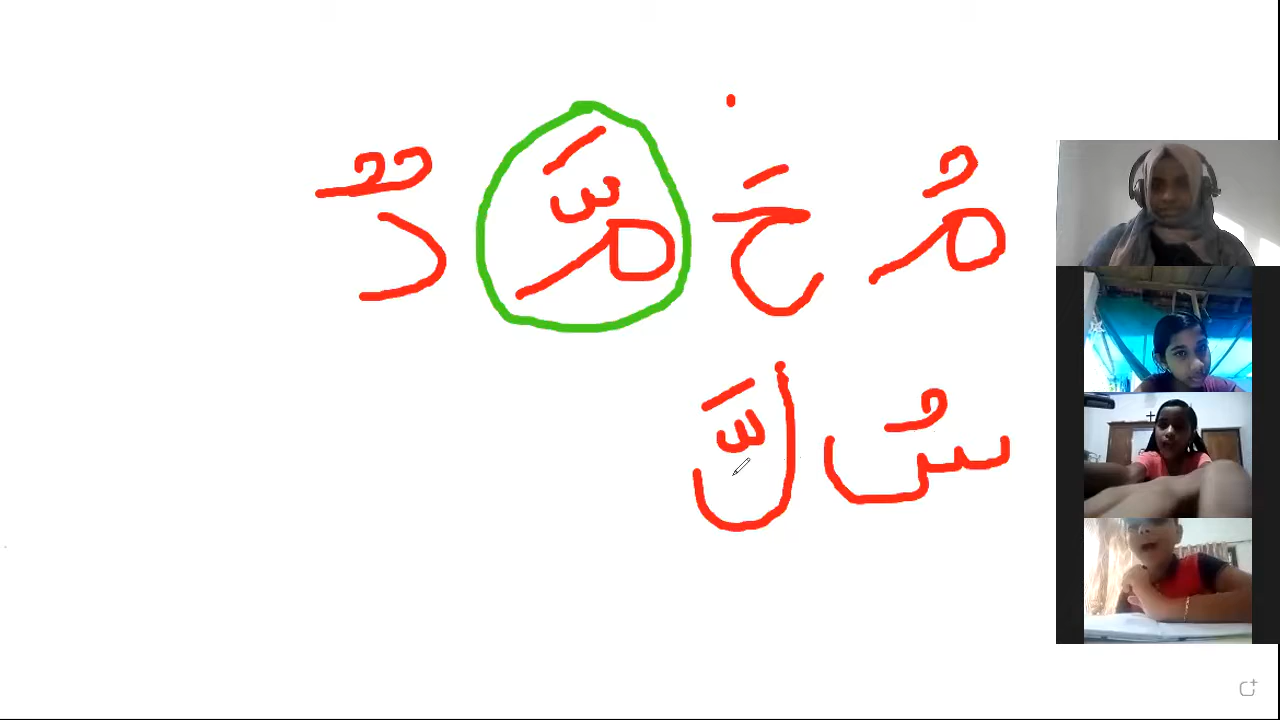 مُ حَ مَّ دٌ
سُ لَّ